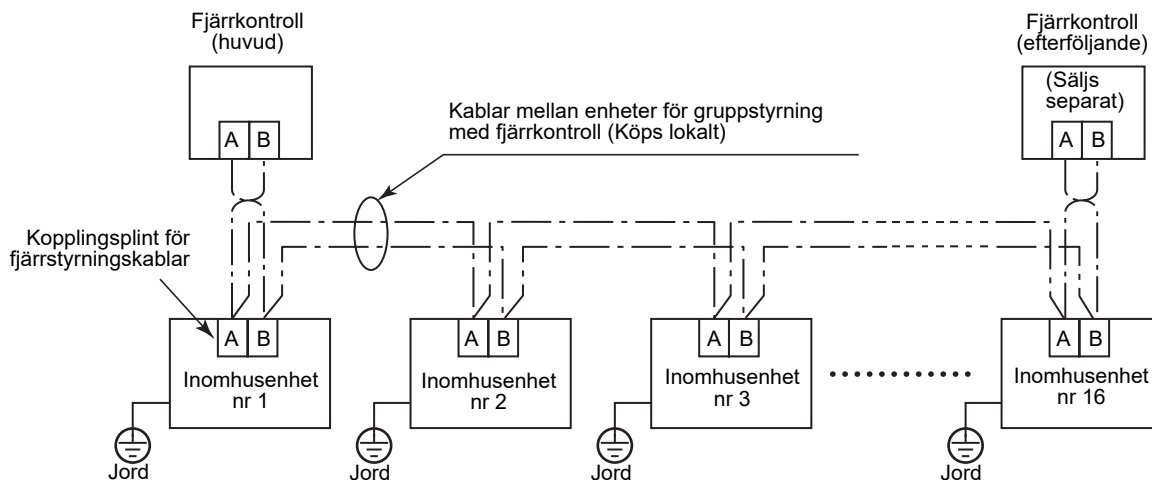 Fjärrkontroll
(huvud)
A B
Fjärrkontroll
(efterföljande)
(Säljs
separat)
A B
Kablar mellan enheter för gruppstyrning
med fjärrkontroll (Köps lokalt)
Kopplingsplint för
fjärrstyrningskablar
A B
Inomhusenhet
nr 1
Jord
A B
Inomhusenhet
nr 2
Jord
A B
Inomhusenhet
nr 3
Jord
A B
Inomhusenhet
nr 16
Jord